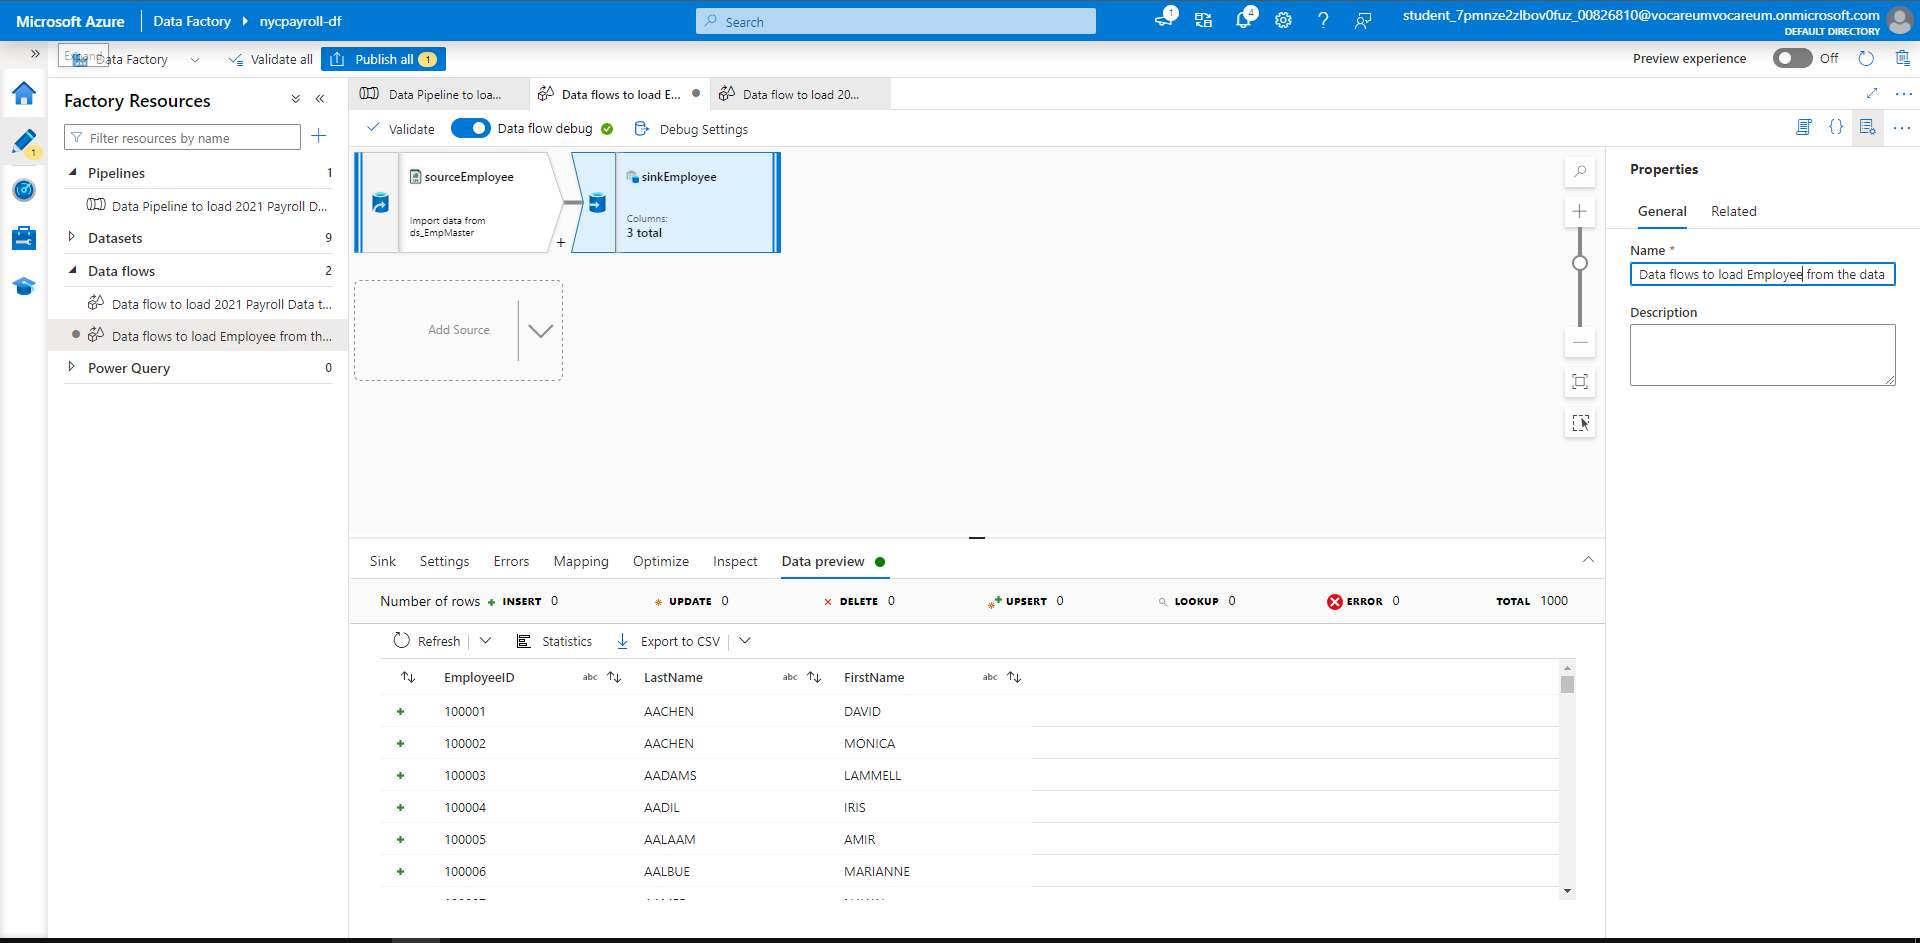 Microsoft Azure
Data Factory
nycpayroll-df
Search
1
4
student_7pmnze2zlbov0fuz_00826810@vocareumvocareum.onmicrosoft.com
DEFAULT DIRECTORY
Expand
Data Factory
Validate all
Publish all 1
Preview experience
Off
Factory Resources
Filter resources by name
1
Pipelines 1
Data Pipeline to load 2021 Payroll D...
Datasets 9
Data flows 2
Data flow to load 2021 Payroll Data t...
Data flows to load Employee from th...
Power Query 0
Data Pipeline to loa...
Data flows to load E...
Data flow to load 20...
Validate
Data flow debug
Debug Settings
sourceEmployee
Import data from
ds_EmpMaster
+
sinkEmployee
Columns:
3 total
Add Source
Properties
General
Related
Name *
Data flows to load Employee from the data
Description
Sink
Settings
Errors
Mapping
Optimize
Inspect
Data preview
Number of rows
INSERT 0
UPDATE 0
DELETE 0
UPSERT 0
LOOKUP 0
ERROR 0
TOTAL 1000
Refresh
Statistics
Export to CSV
EmployeeID abc
LastName abc
FirstName abc
100001 AACHEN DAVID
100002 AACHEN MONICA
100003 AADAMS LAMMELL
100004 AADIL IRIS
100005 AALAAM AMIR
100006 AALBUE MARIANNE